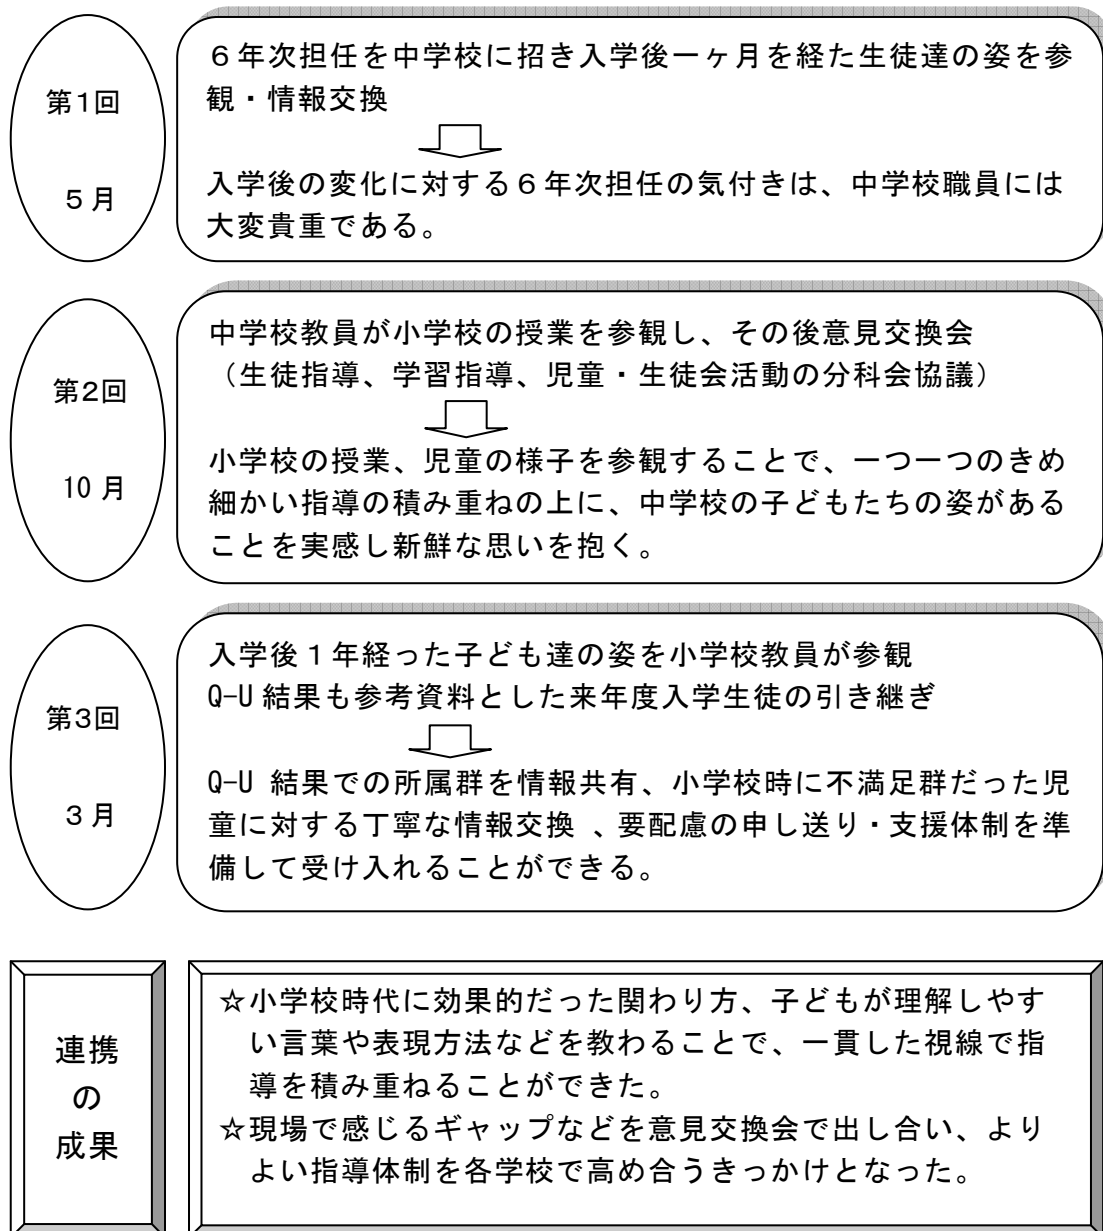 第1回
5月
6年次担任を中学校に招き入学後一ヶ月を経た生徒達の姿を参
観・情報交換
入学後の変化に対する6年次担任の気付きは、中学校職員には
大変貴重である。
第2回
10月
中学校教員が小学校の授業を参観し、その後意見交換会
(生徒指導、学習指導、児童・生徒会活動の分科会協議)
小学校の授業、児童の様子を参観することで、一つ一つのきめ
細かい指導の積み重ねの上に、中学校の子どもたちの姿がある
ことを実感し新鮮な思いを抱く。
第3回
3月
入学後1年経った子ども達の姿を小学校教員が参観
Q-U結果も参考資料とした来年度入学生徒の引き継ぎ
Q-U 結果での所属群を情報共有、小学校時に不満足群だった児
童に対する丁寧な情報交換 、要配慮の申し送り・支援体制を準
備して受け入れることができる。
連携
の
成果
☆小学校時代に効果的だった関わり方、子どもが理解しやす
い言葉や表現方法などを教わることで、一貫した視線で指
導を積み重ねることができた。
☆現場で感じるギャップなどを意見交換会で出し合い、より
よい指導体制を各学校で高め合うきっかけとなった。